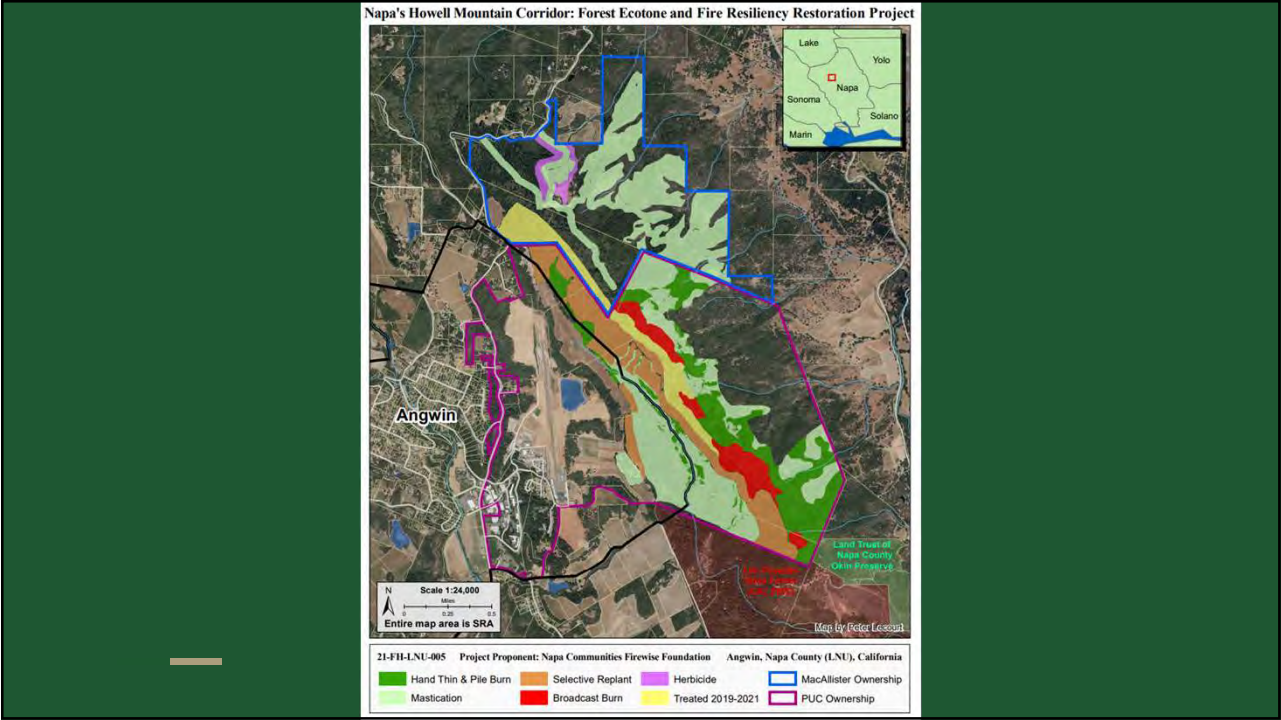 Napa's Howell Mountain Corridor: Forest Ecotone and Fire Resiliency Restoration Project
Lake
Yolo
Napa
Sonoma
Solano
Marin
Angwin
Land Trust of
Napa County
Okin Preserve
N
Scale 1:24,000
Miles
0 0.25 0.5
Entire map area is SRA
Map by Peter Lecourt
21-FH-LNU-005 Project Proponent: Napa Communities Firewise Foundation Angwin, Napa County (LNU), California
Hand Thin & Pile Burn Selective Replant Herbicide MacAllister Ownership
Mastication Broadcast Burn Treated 2019-2021 PUC Ownership